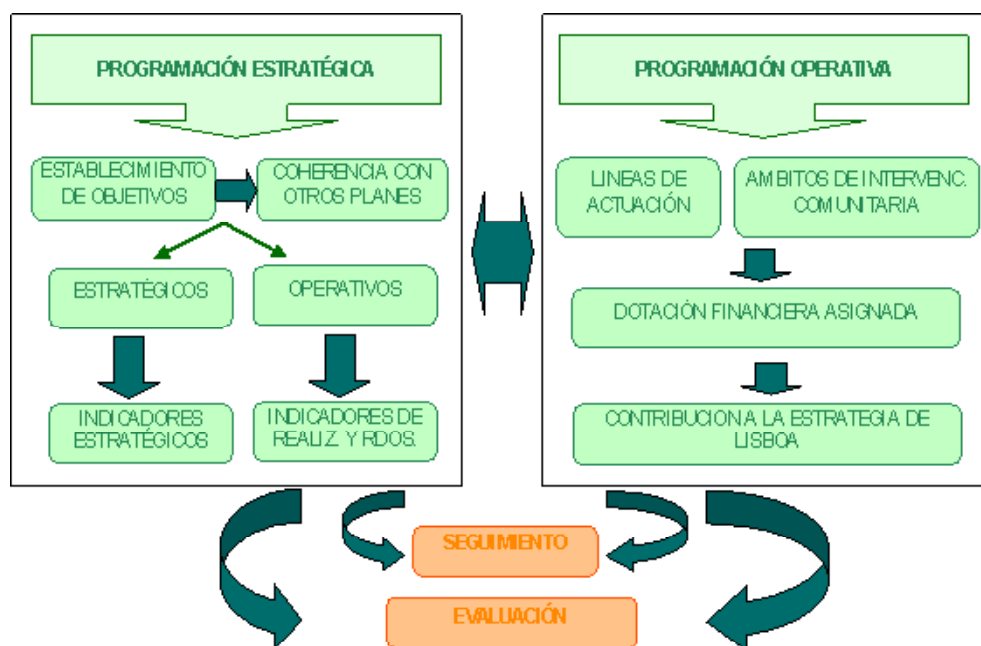 PROGRAMACIÓN ESTRATÉGICA
ESTABLECIMIENTO
DE OBJETIVOS
COHERENCIA CON
OTROS PLANES
ESTRATÉGICOS
OPERATIVOS
INDICADORES
ESTRATÉGICOS
INDICADORES DE
REALIZ. Y RDOS.
PROGRAMACIÓN OPERATIVA
LINEAS DE
ACTUACIÓN
AMBITOS DE INTERVENC.
COMUNITARIA
DOTACIÓN FINANCIERA ASIGNADA
CONTRIBUCION A LA ESTRATEGIA DE
LISBOA
SEGUIMIENTO
EVALUACIÓN